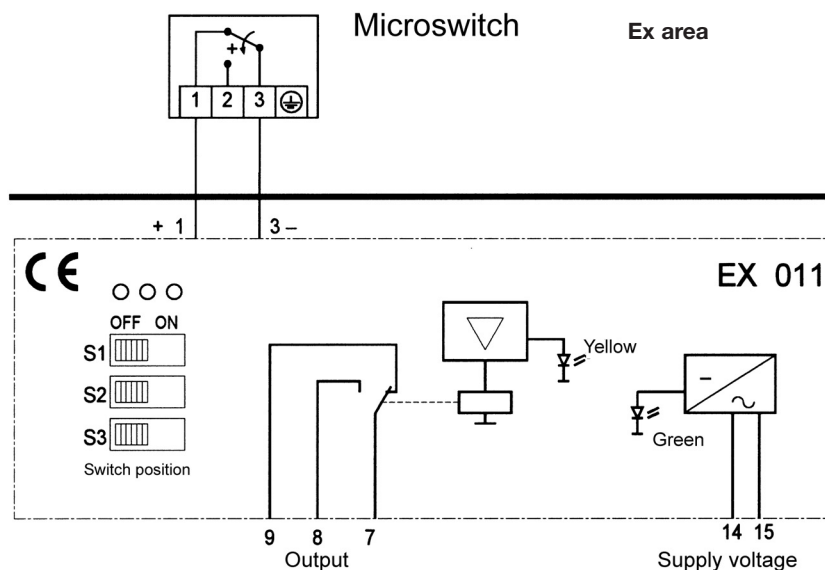 Microswitch
Ex area
+
1 2 3
+ 1 3 –
CE
EX 011
OFF ON
S1
S2
S3
Switch position
Yellow
–
~
Green
9 8 7
Output
14 15
Supply voltage